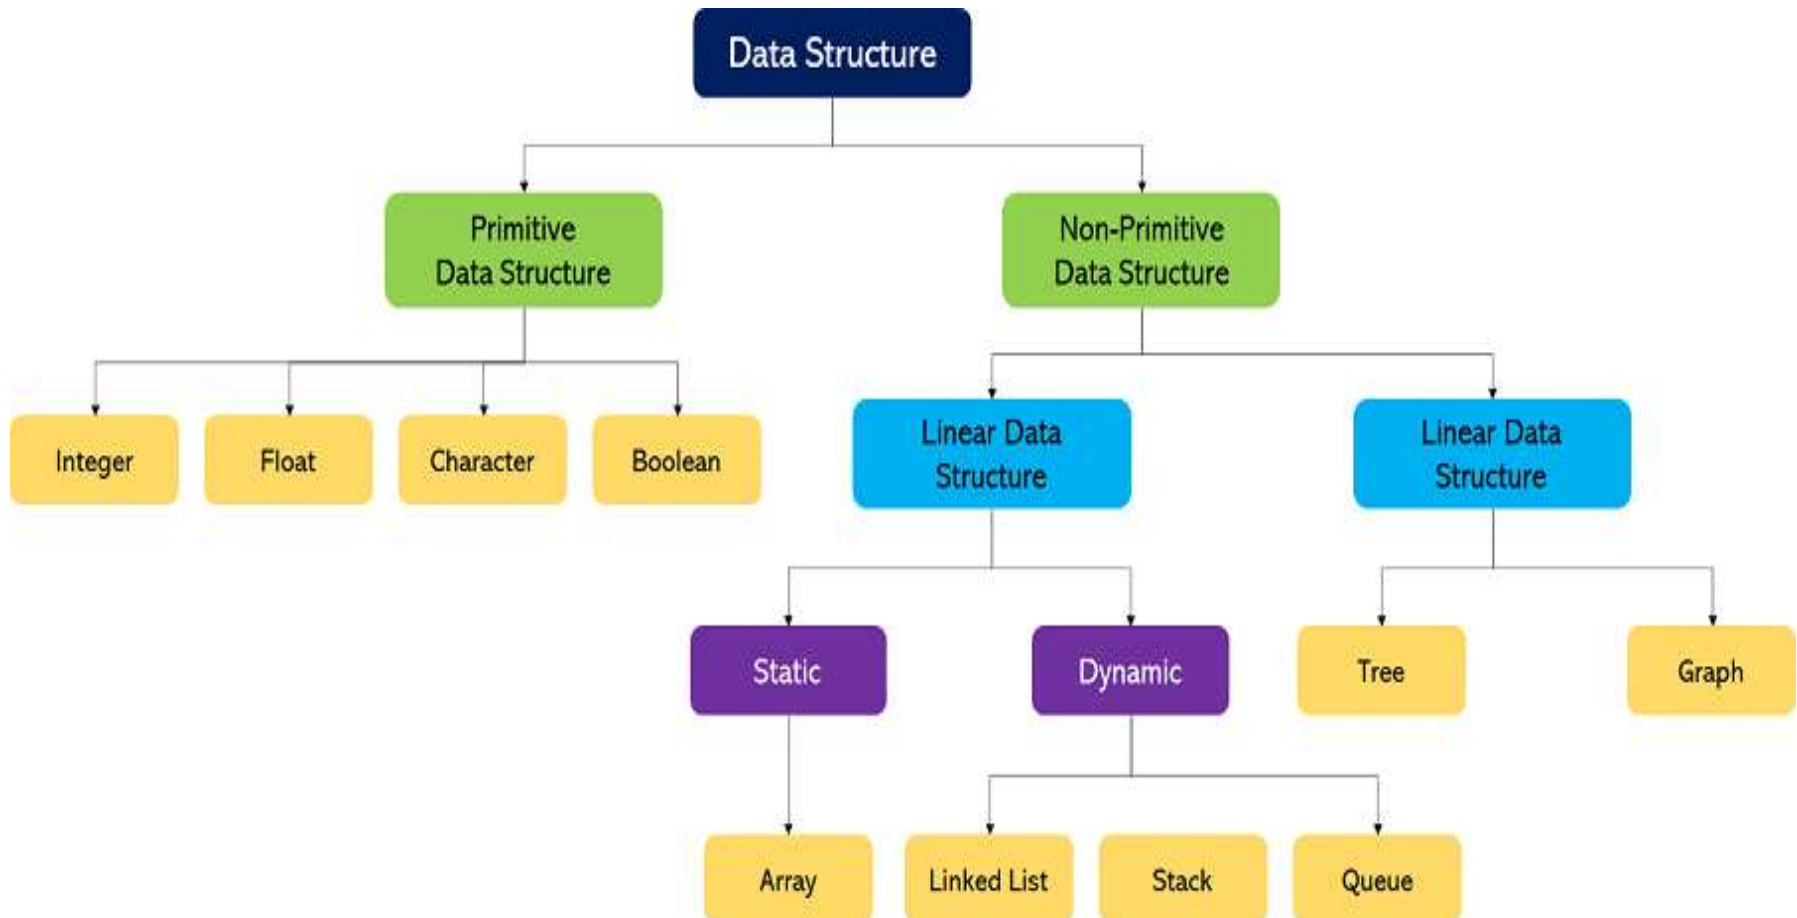 Data Structure
Primitive
Data Structure
Non-Primitive
Data Structure
Integer
Float
Character
Boolean
Linear Data
Structure
Linear Data
Structure
Static
Dynamic
Tree
Graph
Array
Linked List
Stack
Queue